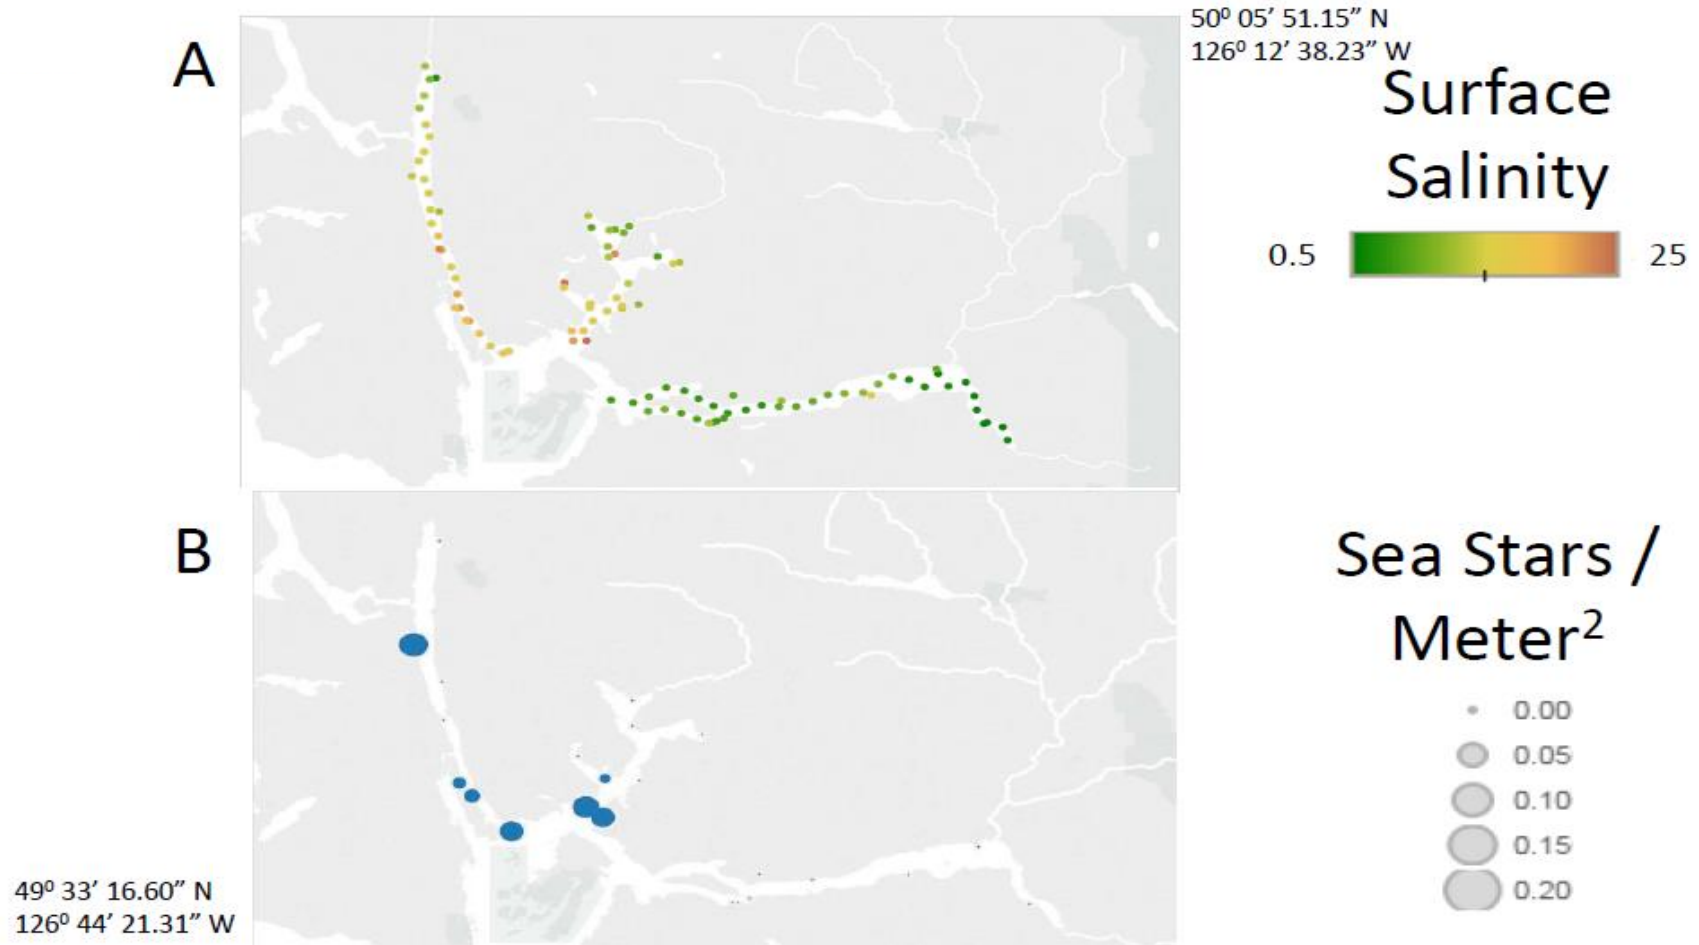 A
50⁰ 05’ 51.15” N
126⁰ 12’ 38.23” W
Surface
Salinity
0.5
25
B
Sea Stars /
Meter²
0.00
0.05
0.10
0.15
0.20
49⁰ 33’ 16.60” N
126⁰ 44’ 21.31” W